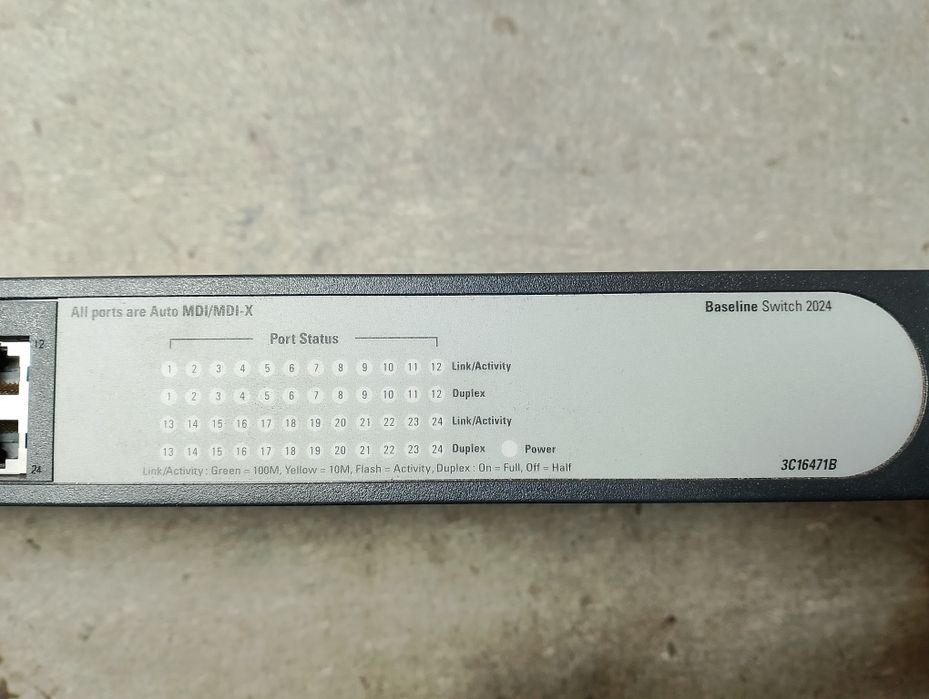 All ports are Auto MDI/MDI-X
Baseline Switch 2024
Port Status
12
1 2 3 4 5 6 7 8 9 10 11 12 Link/Activity
1 2 3 4 5 6 7 8 9 10 11 12 Duplex
13 14 15 16 17 18 19 20 21 22 23 24 Link/Activity
13 14 15 16 17 18 19 20 21 22 23 24 Duplex Power
24
Link/Activity : Green = 100M, Yellow = 10M, Flash = Activity, Duplex : On = Full, Off = Half
3C16471B